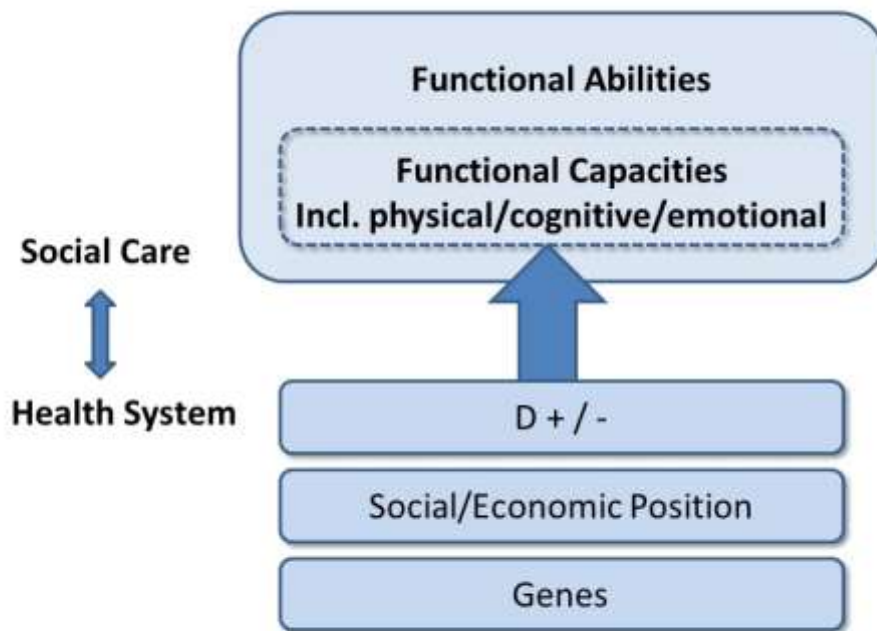 Functional Abilities
Functional Capacities
Incl. physical/cognitive/emotional
Social Care
Health System
D + / -
Social/Economic Position
Genes